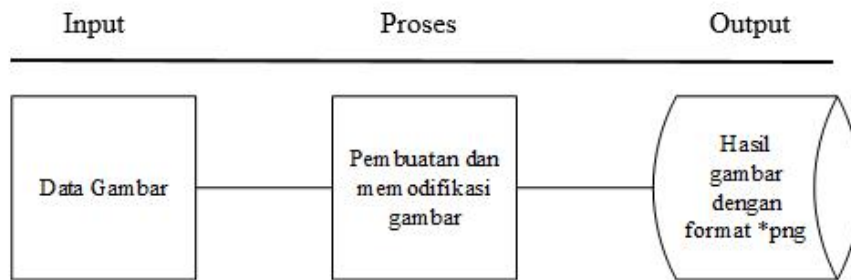 Input Proses Output
Data Gambar
Pembuatan dan
memodifikasi
gambar
Hasil
gambar
dengan
format *png